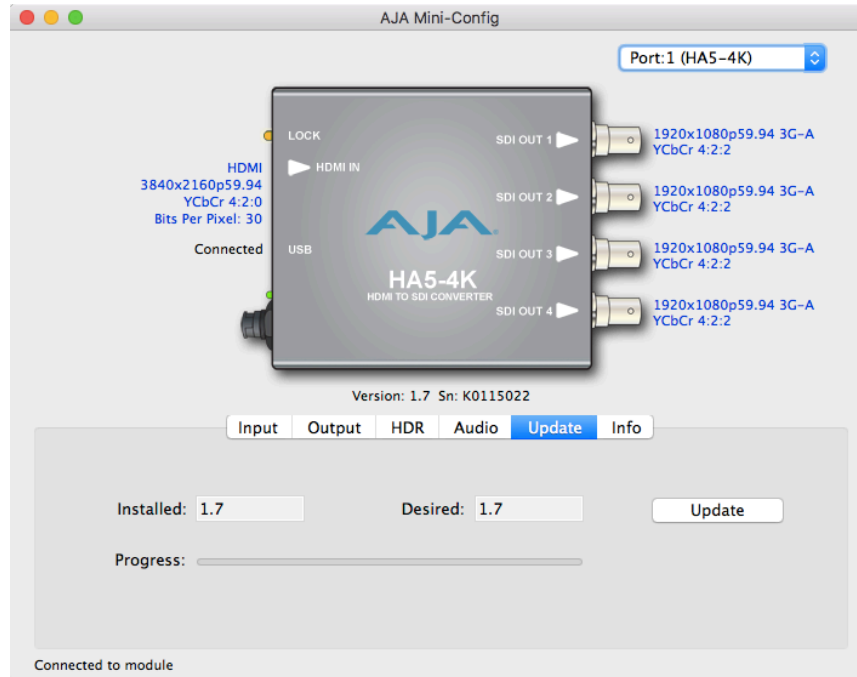 AJA Mini-Config
Port:1 (HA5-4K)
LOCK
HDMI IN
HDMI
3840x2160p59.94
YCbCr 4:2:0
Bits Per Pixel: 30
Connected
USB
AJA
HA5-4K
HDMI TO SDI CONVERTER
SDI OUT 1
SDI OUT 2
SDI OUT 3
SDI OUT 4
1920x1080p59.94 3G-A
YCbCr 4:2:2
1920x1080p59.94 3G-A
YCbCr 4:2:2
1920x1080p59.94 3G-A
YCbCr 4:2:2
1920x1080p59.94 3G-A
YCbCr 4:2:2
Version: 1.7 Sn: K0115022
Input Output HDR Audio Update Info
Installed: 1.7 Desired: 1.7 Update
Progress:
Connected to module